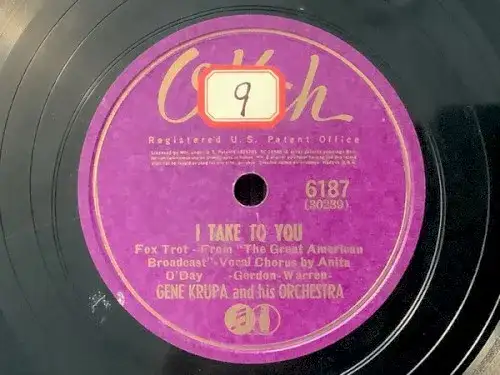 OKeh
9
Registered U.S. Patent Office
6187
(30239)
I TAKE TO YOU
Fox Trot - From "The Great American
Broadcast" - Vocal Chorus by Anita
O'Day -Gordon-Warren-
GENE KRUPA and his ORCHESTRA